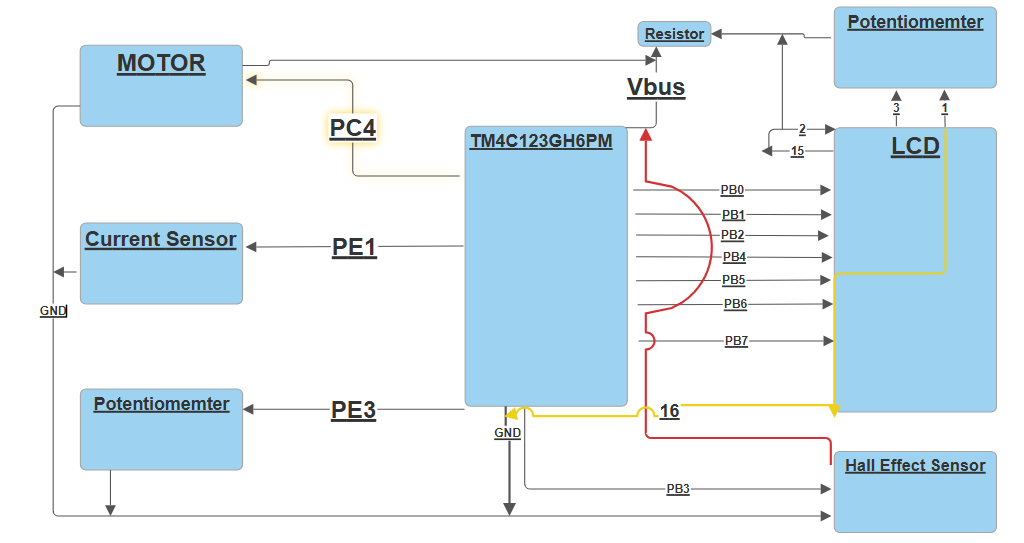 Potentiomemter
Resistor
MOTOR
Vbus
3
1
PC4
2
TM4C123GH6PM
LCD
15
PB0
PB1
Current Sensor
PE1
PB2
PB4
PB5
GND
PB6
PB7
Potentiomemter
PE3
16
GND
Hall Effect Sensor
PB3